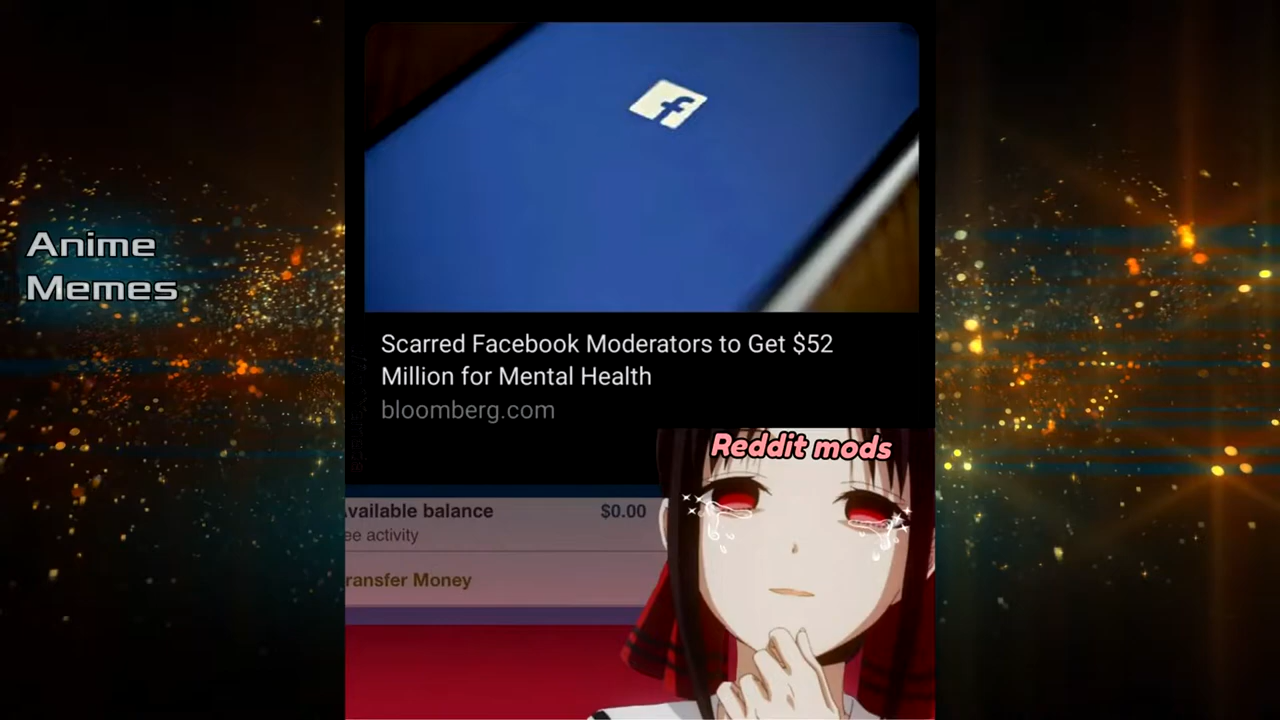 Anime
Memes
Scarred Facebook Moderators to Get $52
Million for Mental Health
bloomberg.com
Reddit mods
Available balance $0.00
ee activity
ransfer Money